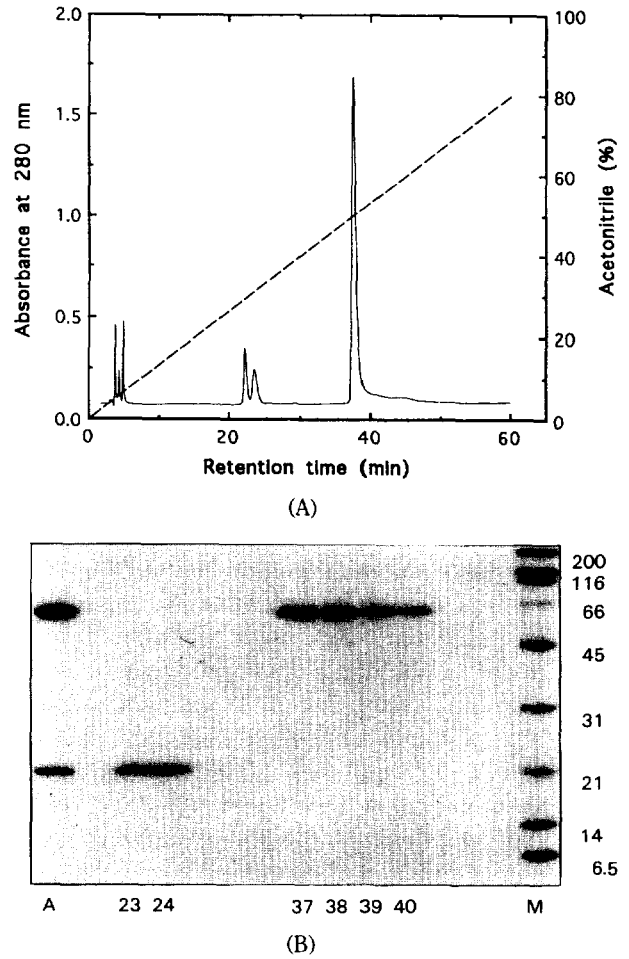 2.0
1.5
1.0
0.5
0.0
Absorbance at 280 nm
100
80
60
40
20
0
Acetonitrile (%)
0 20 40 60
Retention time (min)
(A)
200
116
66
45
31
21
14
6.5
A 23 24 37 38 39 40 M
(B)